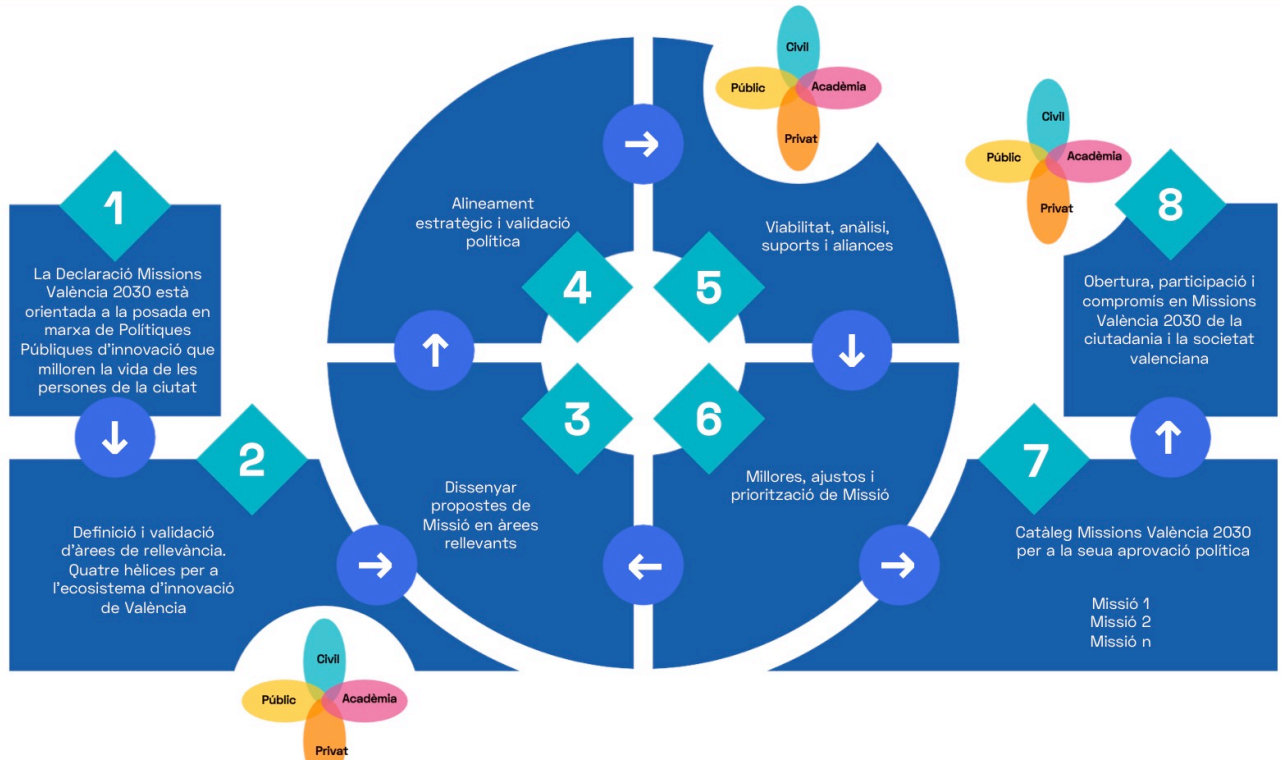 1
La Declaració Missions
València 2030 està
orientada a la posada en
marxa de Polítiques
Públiques d'innovació que
milloren la vida de les
persones de la ciutat
2
Definició i validació
d'àrees de rellevància.
Quatre hèlices per a
l'ecosistema d'innovació
de València
Civil
Públic
Acadèmia
Privat
3
Dissenyar
propostes de
Missió en àrees
rellevants
4
Alineament
estratègic i validació
política
5
Viabilitat, anàlisi,
suports i aliances
Civil
Públic
Acadèmia
Privat
6
Millores, ajustos i
priorització de Missió
7
Catàleg Missions València 2030
per a la seua aprovació política
Missió 1
Missió 2
Missió n
8
Obertura, participació i
compromís en Missions
València 2030 de la
ciutadania i la societat
valenciana
Civil
Públic
Acadèmia
Privat